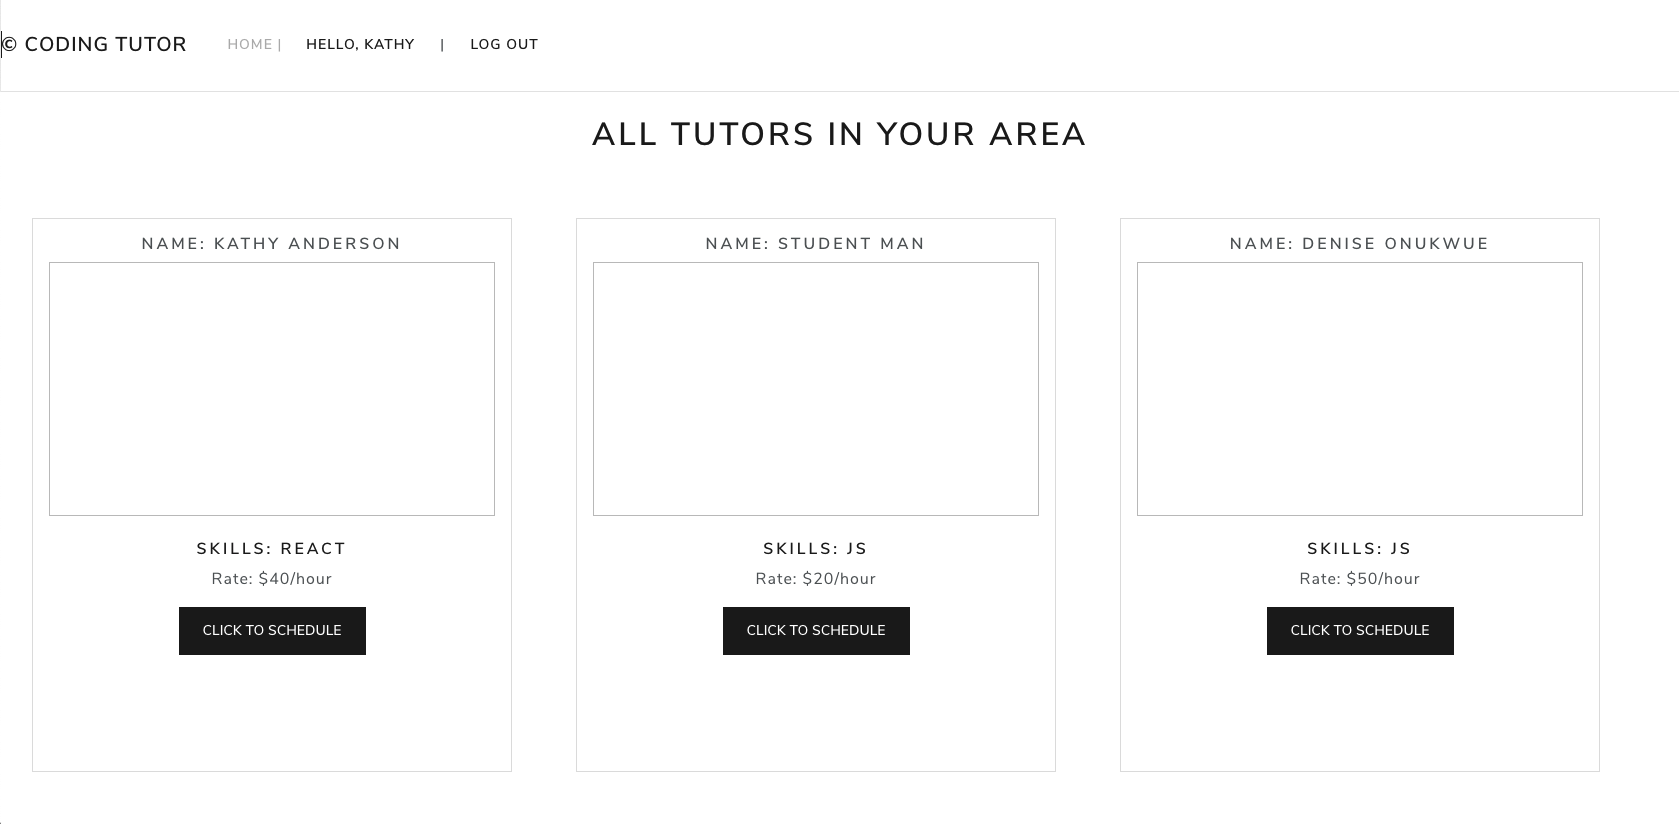 © CODING TUTOR HOME | HELLO, KATHY | LOG OUT
ALL TUTORS IN YOUR AREA
NAME: KATHY ANDERSON
SKILLS: REACT
Rate: $40/hour
CLICK TO SCHEDULE
NAME: STUDENT MAN
SKILLS: JS
Rate: $20/hour
CLICK TO SCHEDULE
NAME: DENISE ONUKWUE
SKILLS: JS
Rate: $50/hour
CLICK TO SCHEDULE